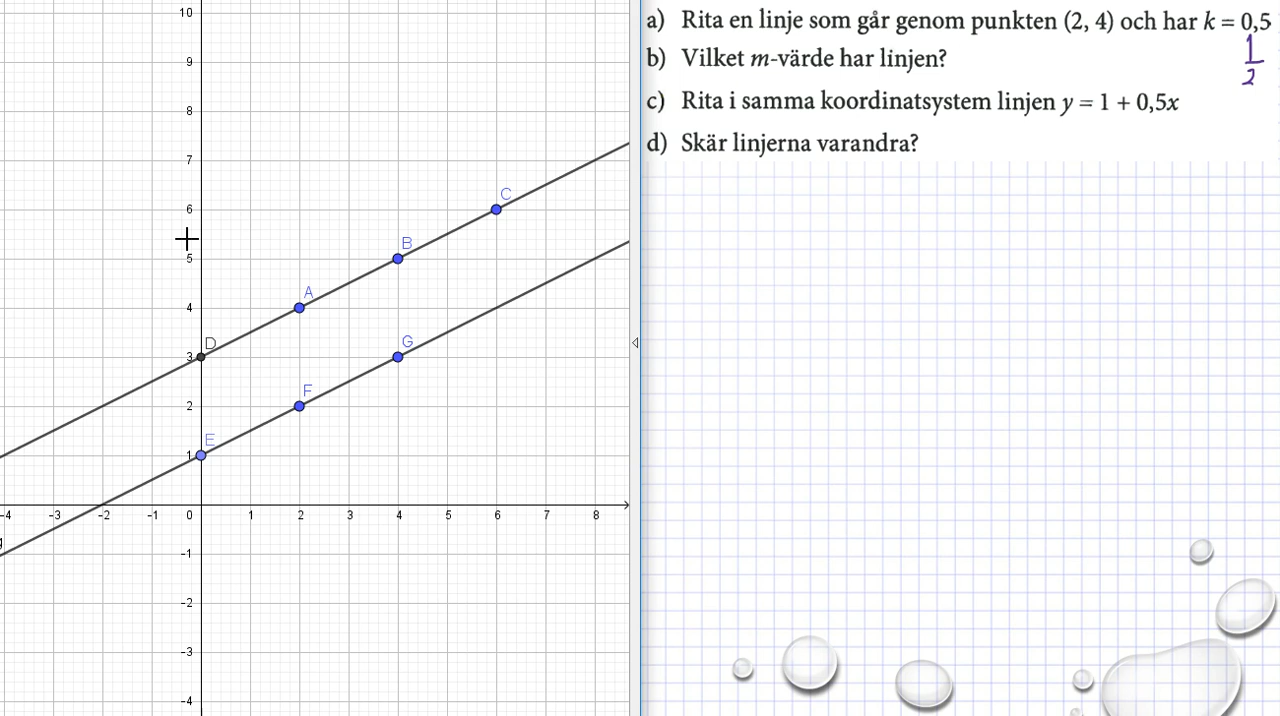 a) Rita en linje som går genom punkten (2, 4) och har k = 0,5
1
2
b) Vilket m-värde har linjen?
c) Rita i samma koordinatsystem linjen y = 1 + 0,5x
d) Skär linjerna varandra?
10
9
8
7
6
5
4
3
2
1
-4 -3 -2 -1 0 1 2 3 4 5 6 7 8
-1
-2
-3
-4
C
B
A
D
G
F
E